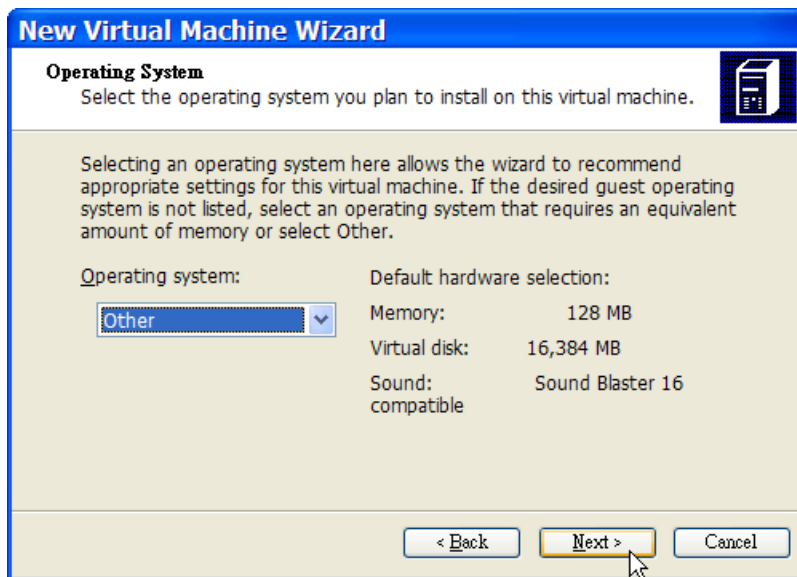 New Virtual Machine Wizard
Operating System
Select the operating system you plan to install on this virtual machine.
Selecting an operating system here allows the wizard to recommend
appropriate settings for this virtual machine. If the desired guest operating
system is not listed, select an operating system that requires an equivalent
amount of memory or select Other.
Operating system:
Other
Default hardware selection:
Memory: 128 MB
Virtual disk: 16,384 MB
Sound: Sound Blaster 16
compatible
< Back Next > Cancel